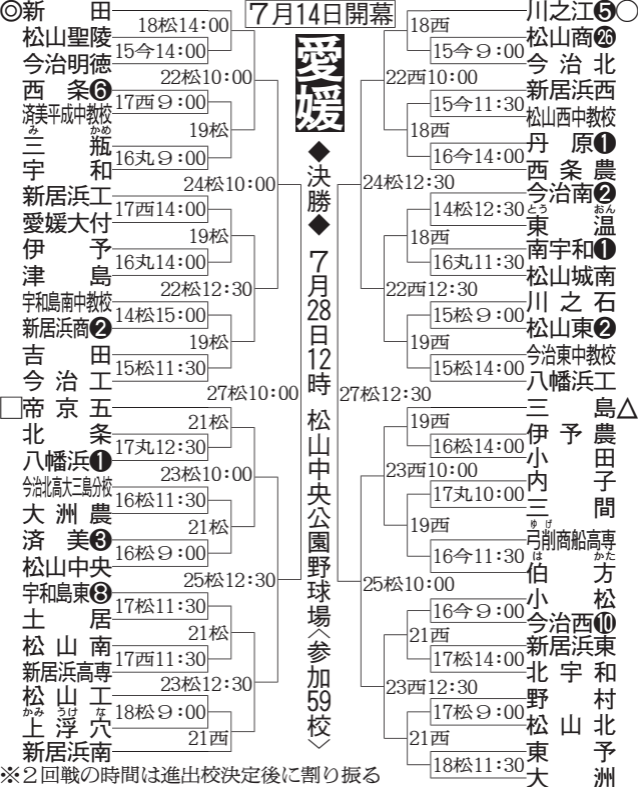 7月14日開幕
愛媛
◆決勝◆ 7月28日12時 松山中央公園野球場〈参加59校〉
◎新田
松山聖陵
今治明徳
西条❻
済美平成中教校
三瓶
み かめ
宇和
新居浜工
愛媛大付
伊予
津島
宇和島南中教校
新居浜商❷
吉田
今治工
□帝京五
北条
八幡浜❶
今治北高大三島分校
大洲農
済美❸
松山中央
宇和島東❽
土居
松山南
新居浜高専
松山工
上浮穴
かみ うけ な
新居浜南
18松14:00
15今14:00
22松10:00
17西9:00
19松
16丸9:00
24松10:00
17西14:00
19松
16丸14:00
22松12:30
14松15:00
19松
15松11:30
27松10:00
21松
17丸12:30
23松10:00
16松11:30
21松
16松9:00
25松12:30
17松11:30
21松
17西11:30
23松12:30
18松9:00
21西
18西
15今9:00
22西10:00
15今11:30
18西
16今14:00
24松12:30
14松12:30
18西
16丸11:30
22西12:30
15松9:00
19西
15松14:00
27松12:30
19西
16松14:00
23西10:00
17丸10:00
19西
16今11:30
25松10:00
16今9:00
21西
17松14:00
23西12:30
17松9:00
21西
18松11:30
川之江❺○
松山商㉖
今治北
新居浜西
松山西中教校
丹原❶
西条農
今治南❷
東温
とう おん
南宇和❶
松山城南
川之石
松山東❷
今治東中教校
八幡浜工
三島△
伊予農
小田
内子
三間
弓削商船高専
ゆ げ
伯方
は かた
小松
今治西❿
新居浜東
北宇和
野村
松山北
東予
大洲
※2回戦の時間は進出校決定後に割り振る